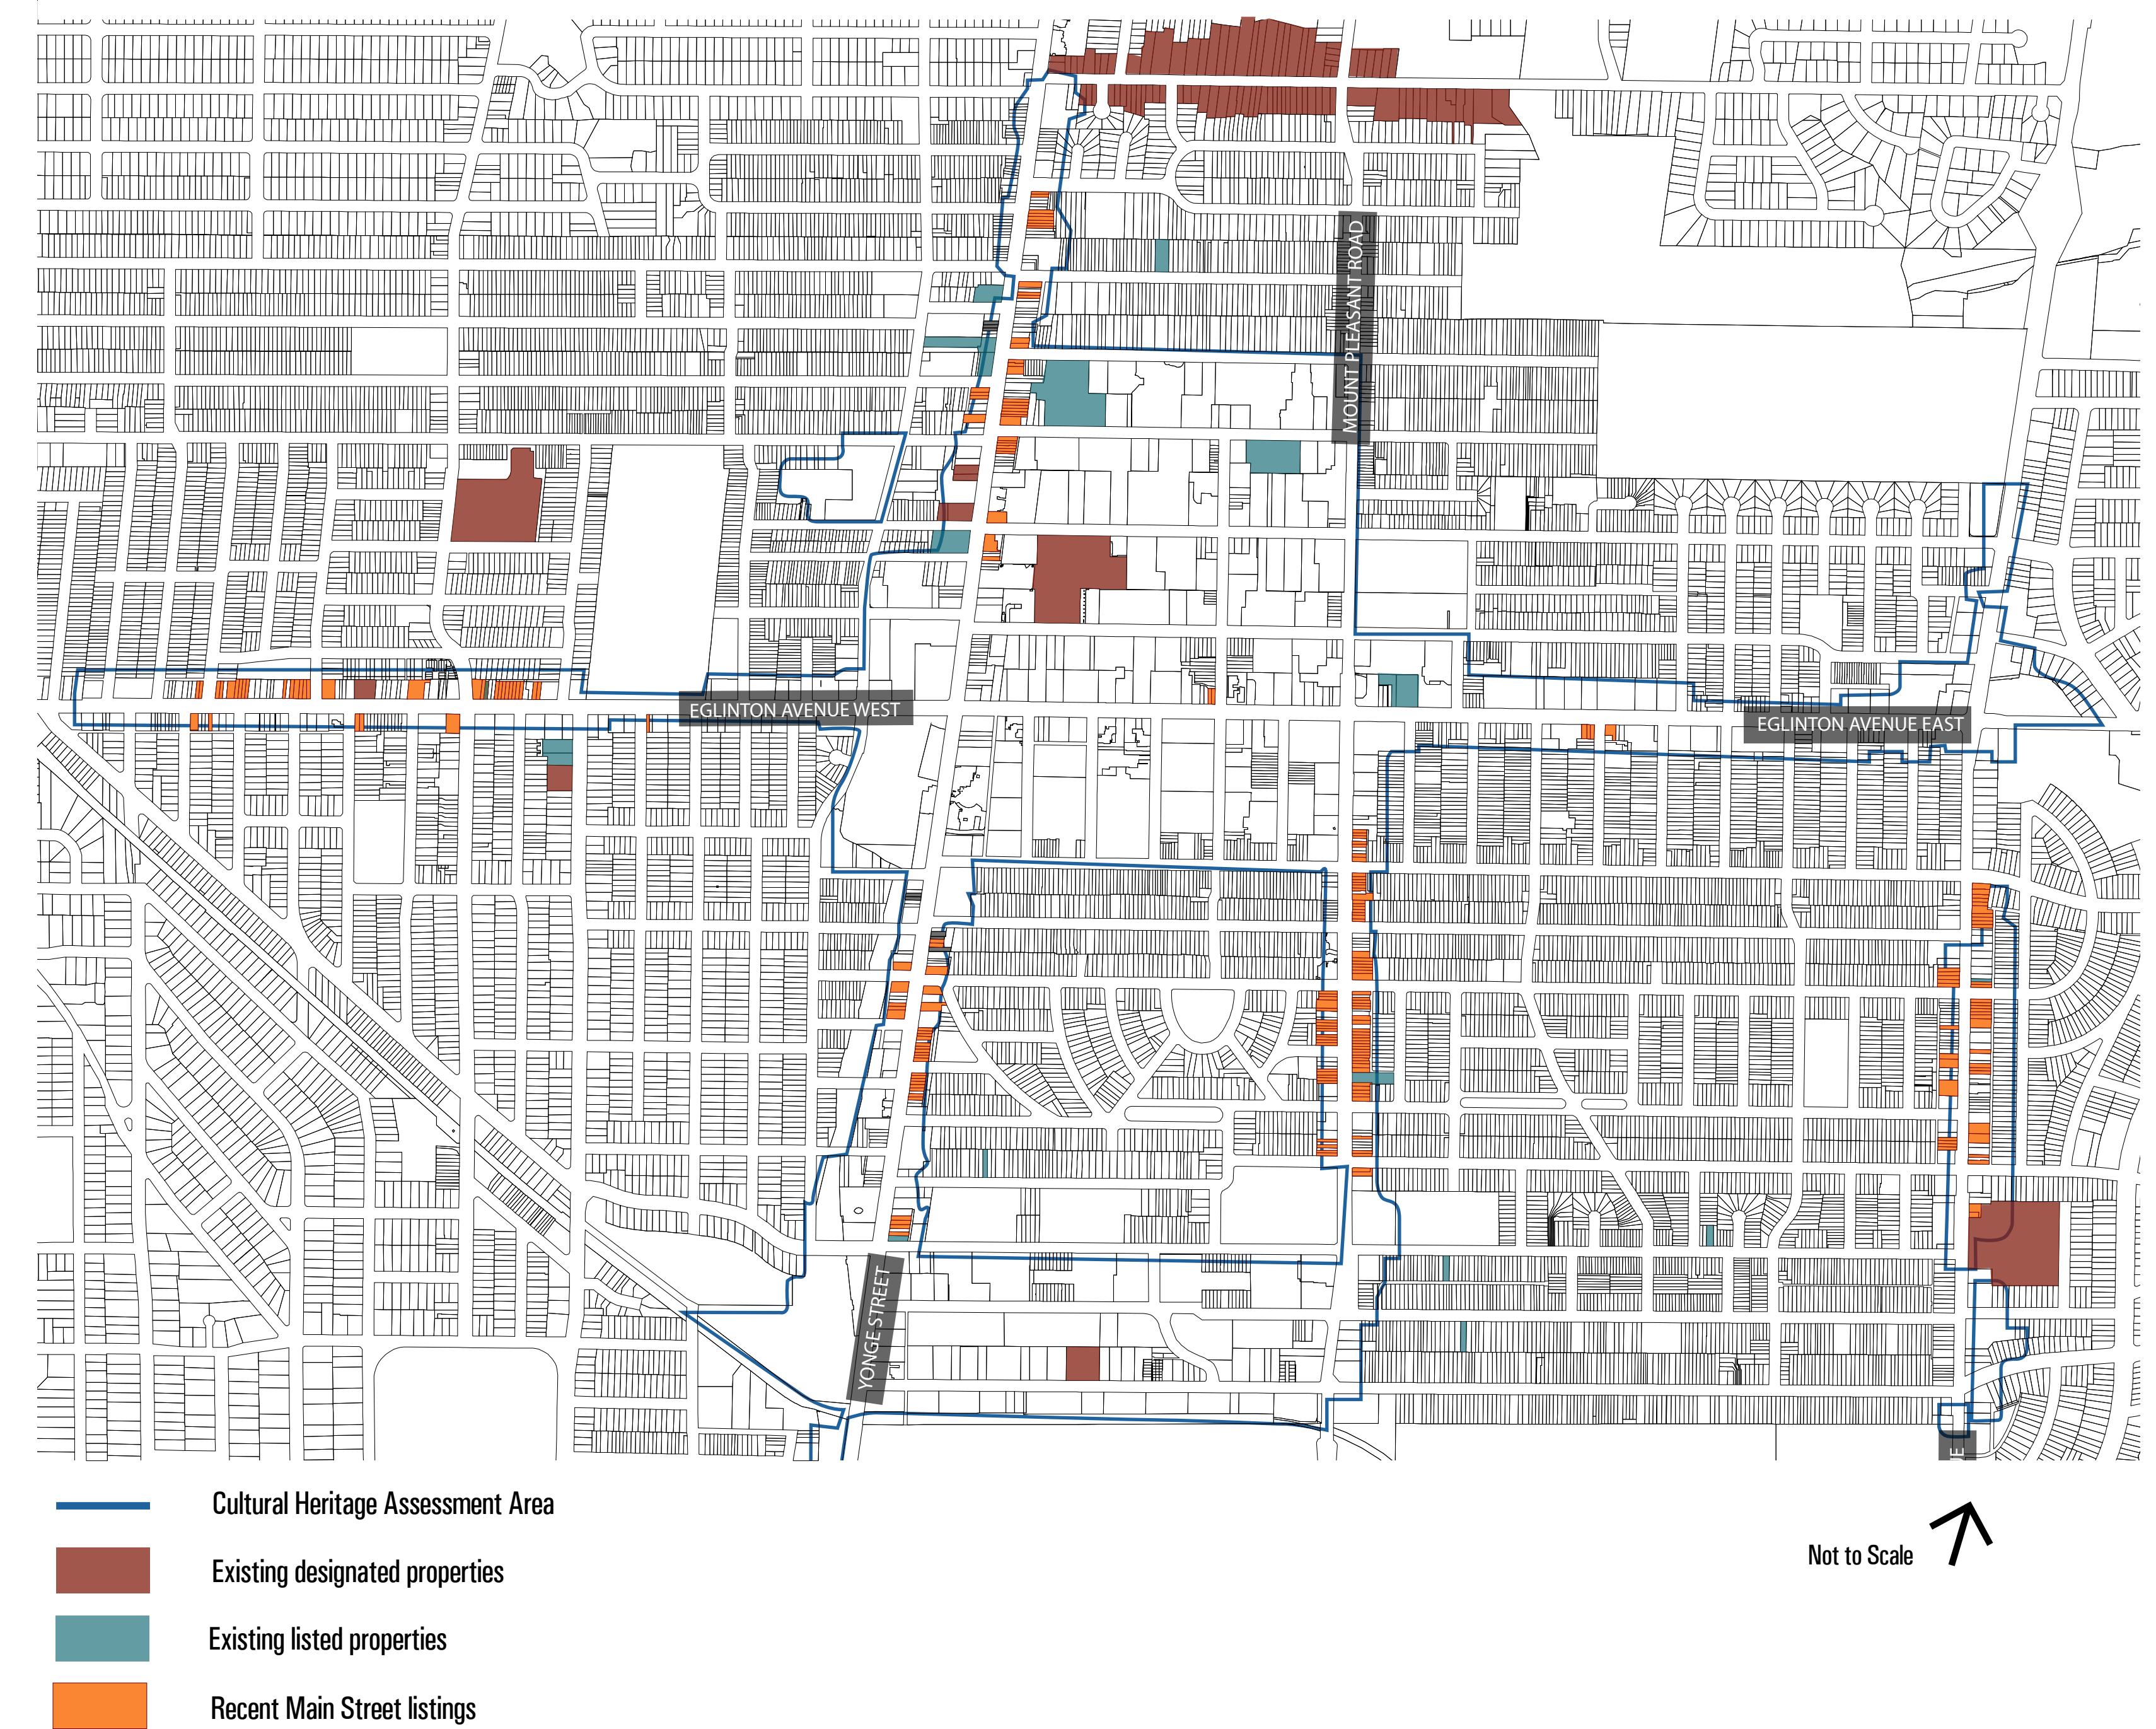 MOUNT PLEASANT ROAD
EGLINTON AVENUE WEST
EGLINTON AVENUE EAST
YONGE STREET
Cultural Heritage Assessment Area
Existing designated properties
Not to Scale
Existing listed properties
Recent Main Street listings